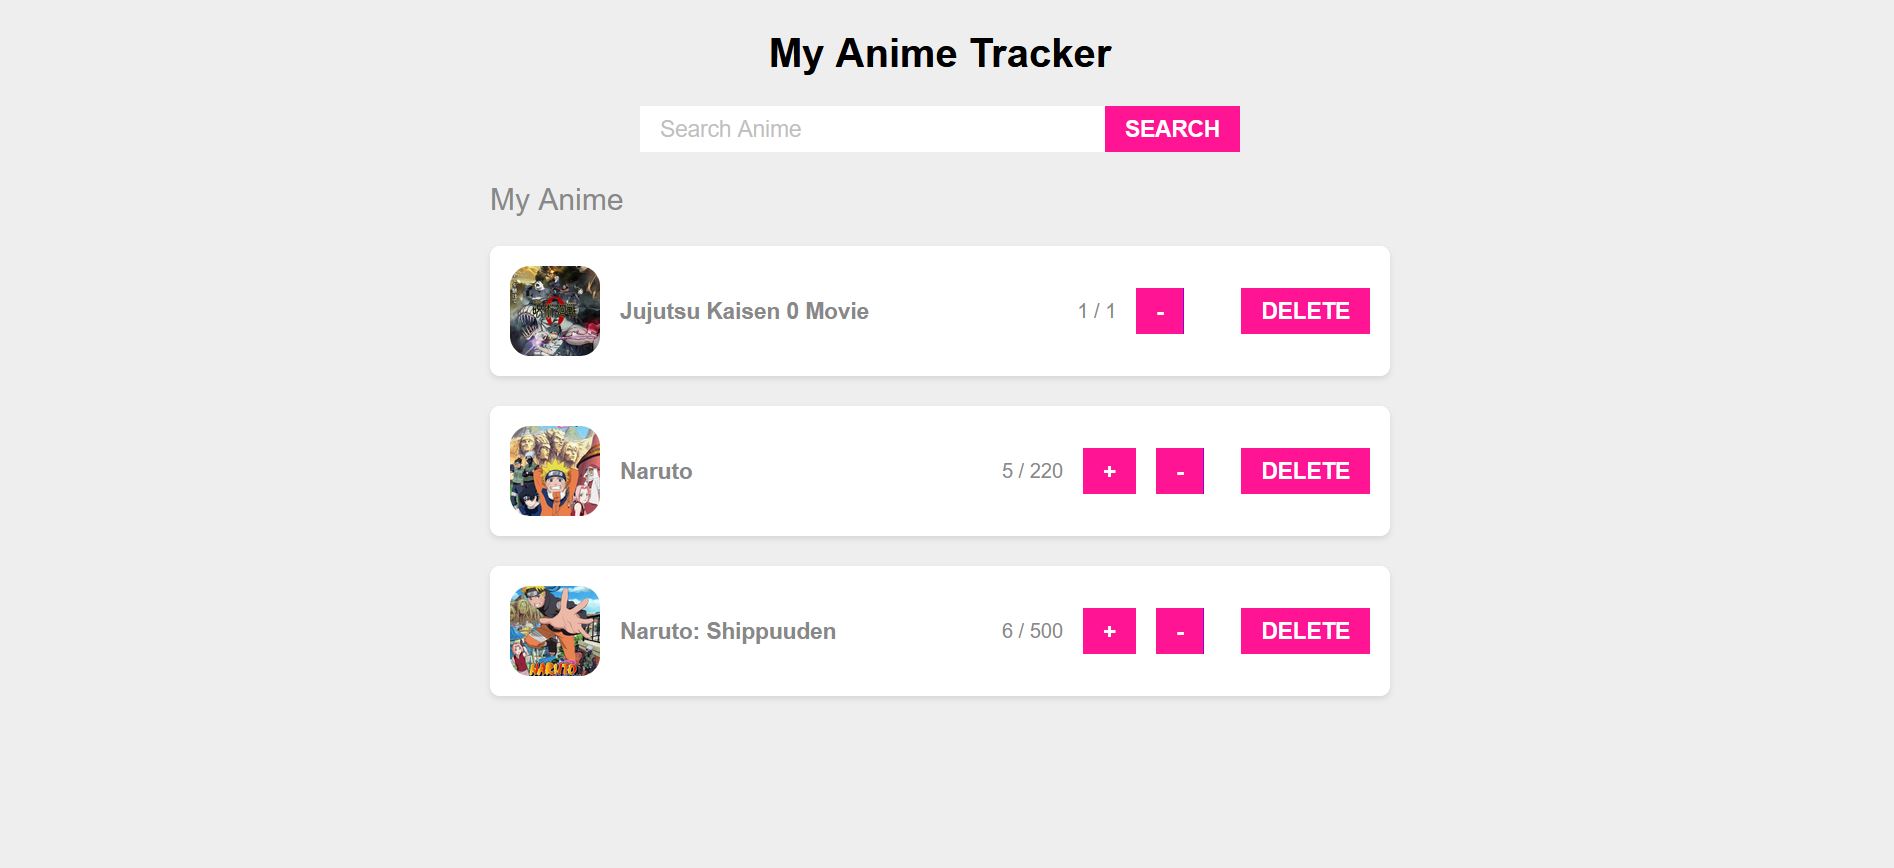 My Anime Tracker
Search Anime SEARCH
My Anime
Jujutsu Kaisen 0 Movie 1 / 1 - DELETE
Naruto 5 / 220 + - DELETE
Naruto: Shippuuden 6 / 500 + - DELETE
NARUTO